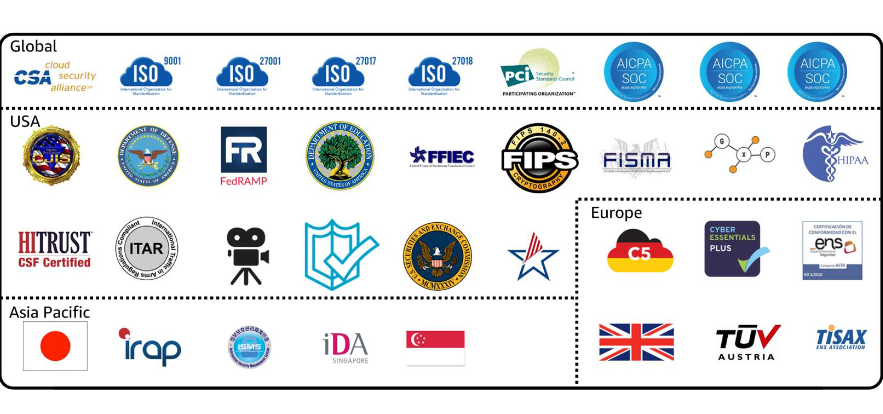 Global
CSA cloud security alliance
ISO 9001
International Organization for Standardization
ISO 27001
International Organization for Standardization
ISO 27017
International Organization for Standardization
ISO 27018
International Organization for Standardization
PCI Security Standards Council
PARTICIPATING ORGANIZATION
AICPA
SOC
AICPA
SOC
AICPA
SOC
USA
CJIS
DEPARTMENT OF DEFENSE
UNITED STATES OF AMERICA
FR
FedRAMP
DEPARTMENT OF EDUCATION
UNITED STATES OF AMERICA
FFIEC
FIPS 140-2
FIPS
CRYPTOGRAPHY
FISMA
G X P
HIPAA
HITRUST
CSF Certified
International Traffic in Arms Regulations Compliant
ITAR
U.S. SECURITIES AND EXCHANGE COMMISSION
MCMXXXIV
Europe
C5
CYBER
ESSENTIALS
PLUS
CERTIFICACIÓN DE
CONFORMIDAD CON EL
ens
TÜV
AUSTRIA
TISAX
ENX ASSOCIATION
Asia Pacific
irap
ISMS
iDA
SINGAPORE